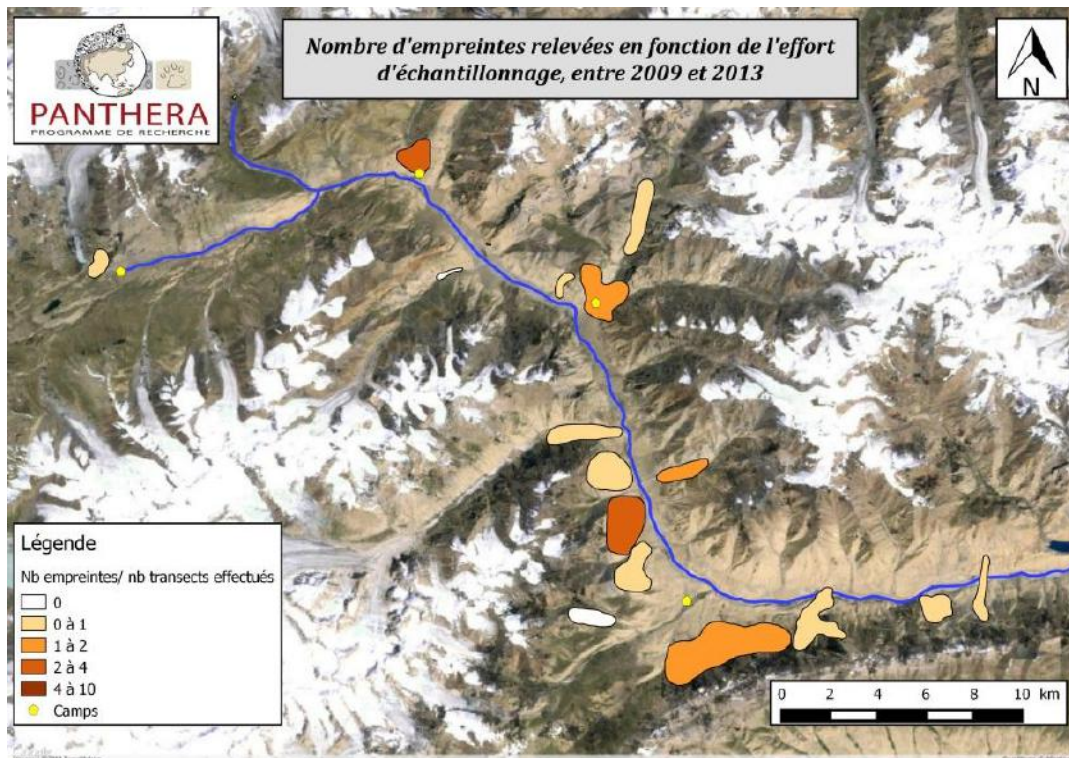 PANTHERA
PROGRAMME DE RECHERCHE
Nombre d'empreintes relevées en fonction de l'effort
d'échantillonnage, entre 2009 et 2013
N
Légende
Nb empreintes/ nb transects effectués
0
0 à 1
1 à 2
2 à 4
4 à 10
Camps
0 2 4 6 8 10 km